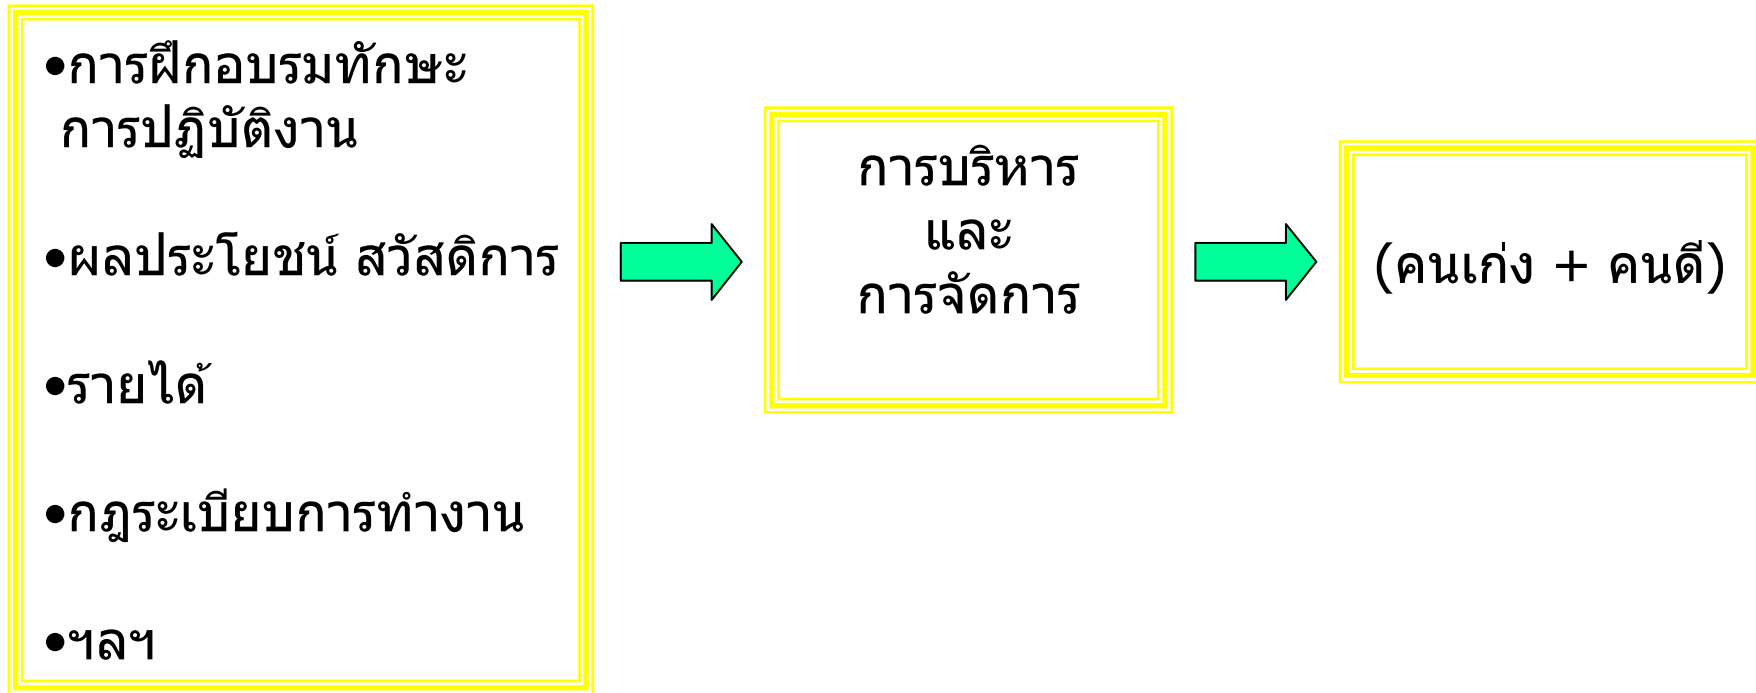 •การฝึกอบรมทักษะ
การปฏิบัติงาน
•ผลประโยชน์ สวัสดิการ
•รายได้
•กฎระเบียบการทำงาน
•ฯลฯ
การบริหาร
และ
การจัดการ
(คนเก่ง + คนดี)